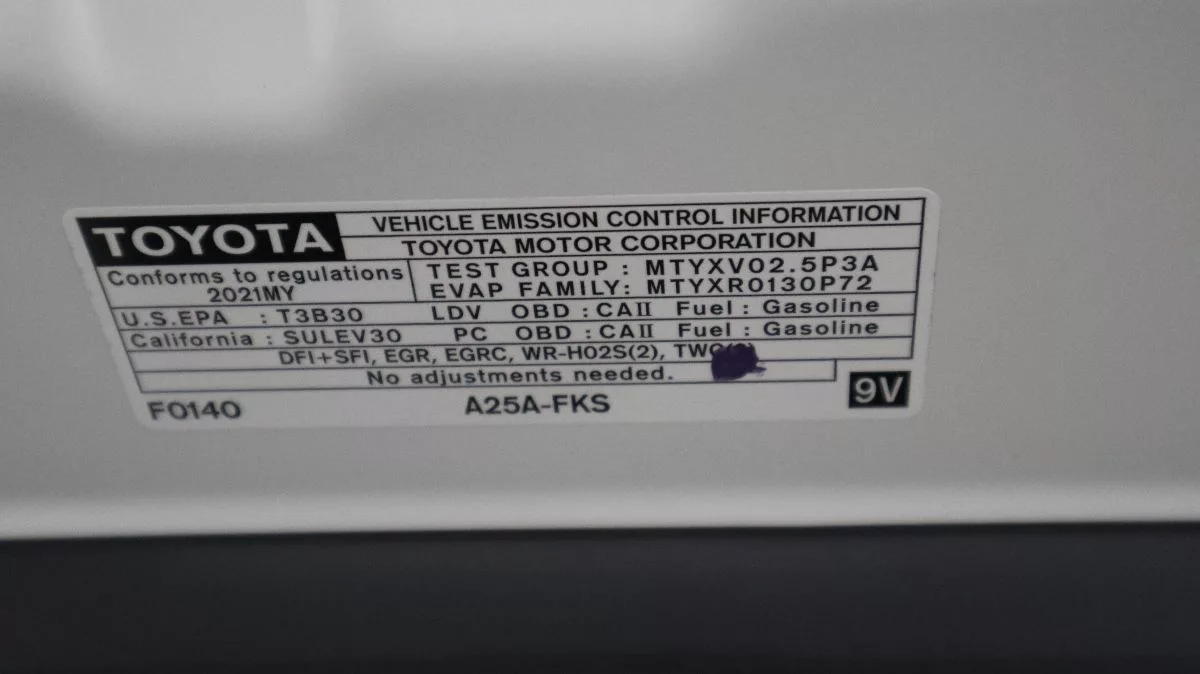 TOYOTA
VEHICLE EMISSION CONTROL INFORMATION
TOYOTA MOTOR CORPORATION
Conforms to regulations
2021MY
TEST GROUP : MTYXV02.5P3A
EVAP FAMILY: MTYXR0130P72
U.S.EPA : T3B30 LDV OBD : CAII Fuel : Gasoline
California : SULEV30 PC OBD : CAII Fuel : Gasoline
DFI+SFI, EGR, EGRC, WR-HO2S(2),
No adjustments needed.
F0140
A25A-FKS
9V